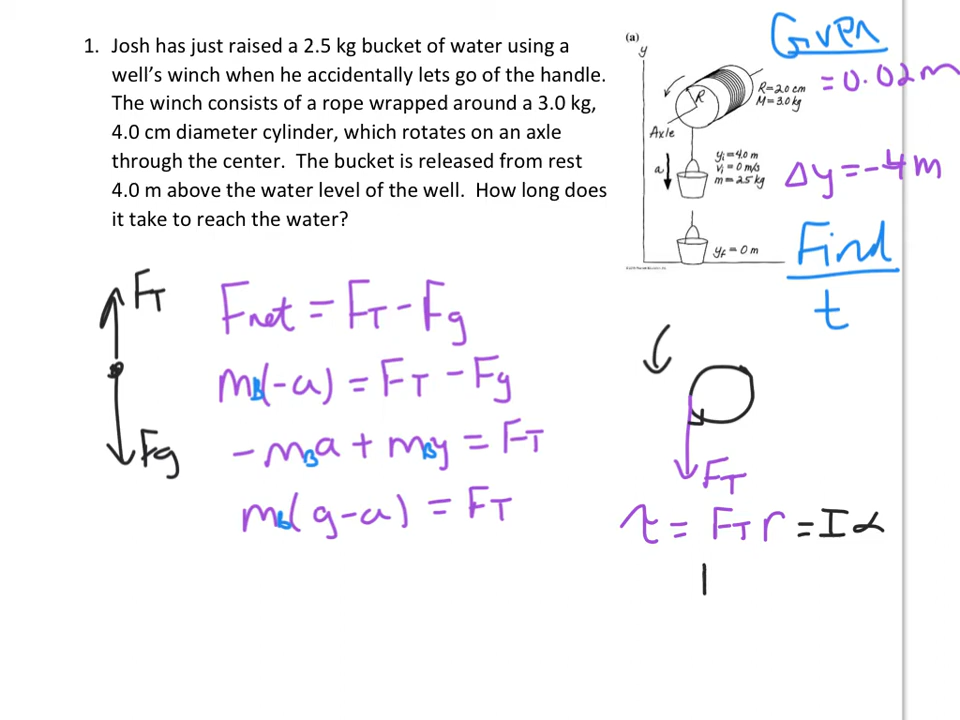 1. Josh has just raised a 2.5 kg bucket of water using a
well's winch when he accidentally lets go of the handle.
The winch consists of a rope wrapped around a 3.0 kg,
4.0 cm diameter cylinder, which rotates on an axle
through the center. The bucket is released from rest
4.0 m above the water level of the well. How long does
it take to reach the water?
(a)
y
R
R=2.0 cm
M=3.0 kg
Axle
a
yi=4.0 m
vi=0 m/s
m=2.5 kg
yf=0 m
Given
=0.02m
Δy=-4m
Find
t
FT
Fg
Fnet = FT - Fg
mB(-a) = FT - Fg
-mBa + mBg = FT
mb(g-a) = FT
FT
τ = FT r = I α